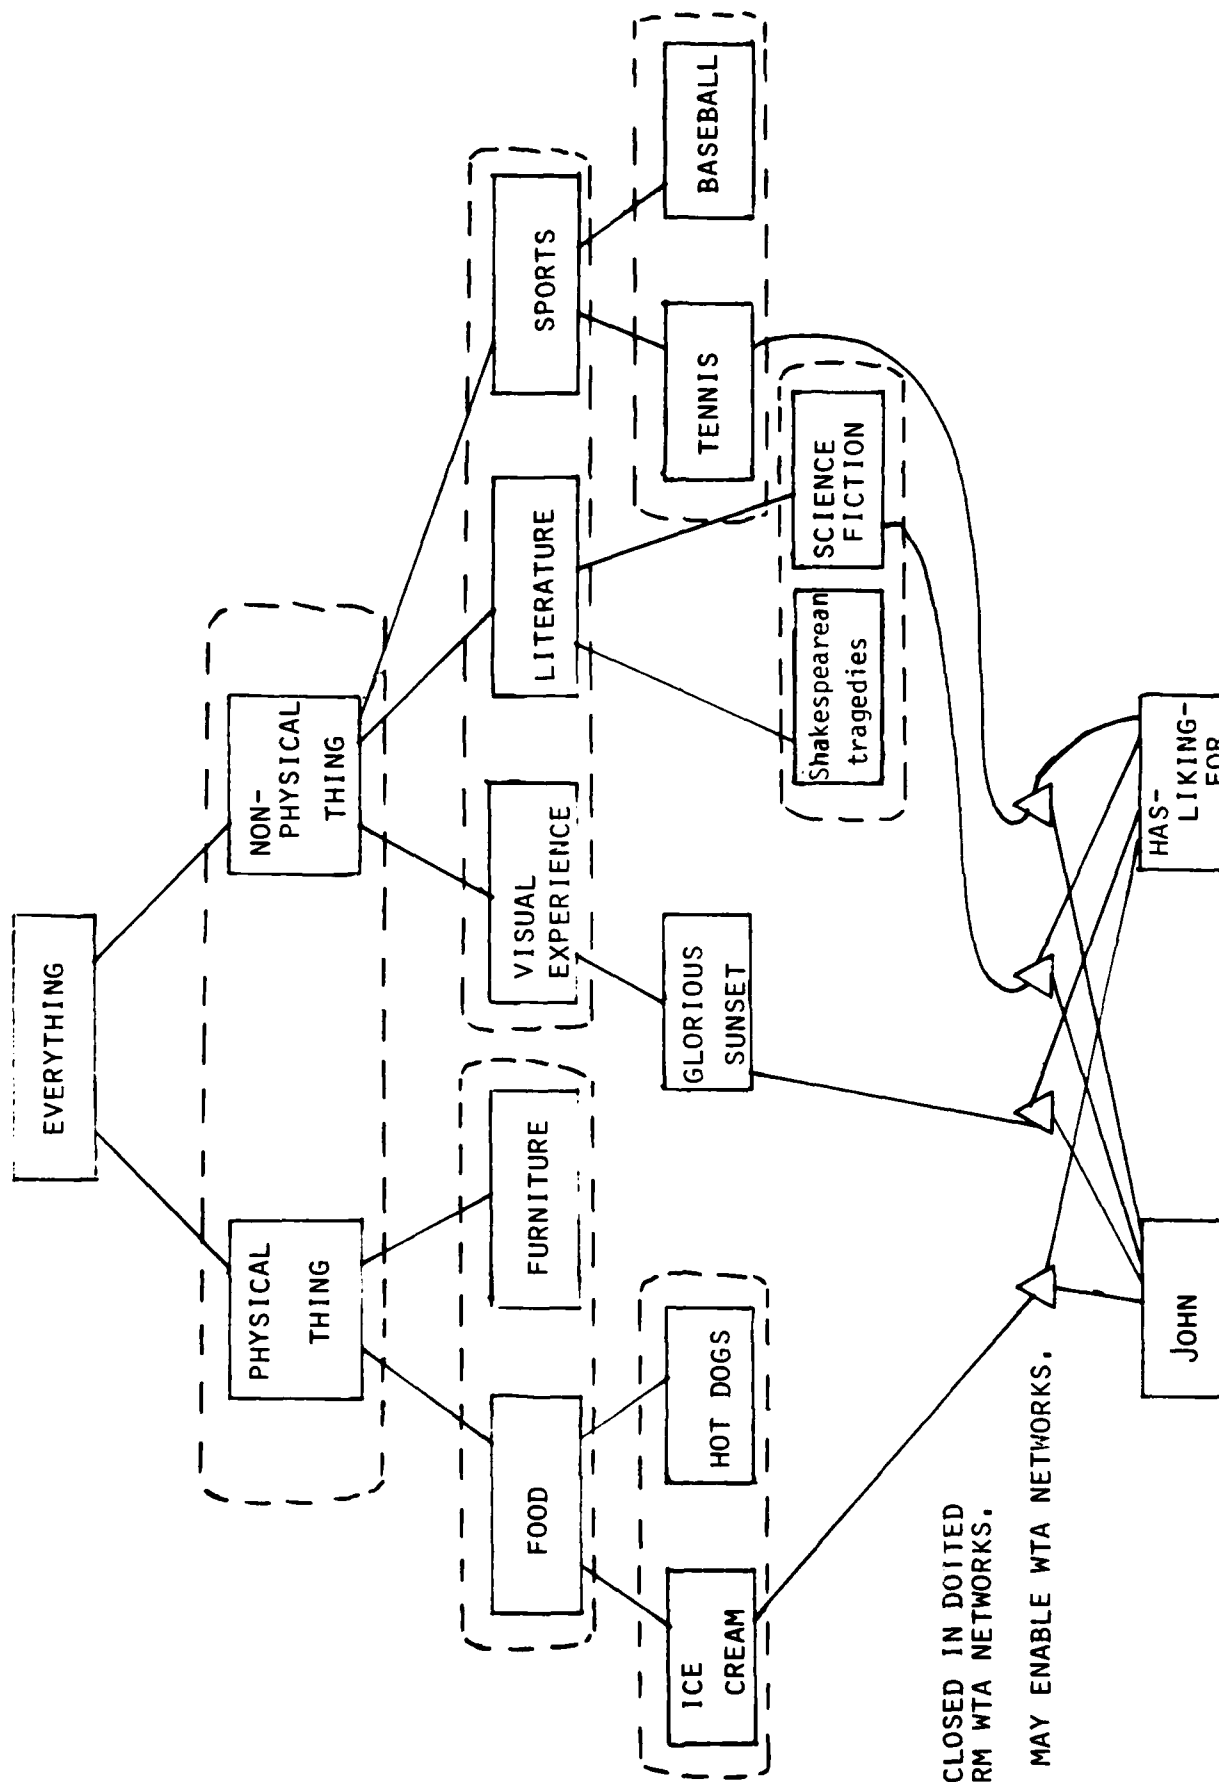 EVERYTHING
PHYSICAL
THING
NON-
PHYSICAL
THING
FOOD
FURNITURE
VISUAL
EXPERIENCE
LITERATURE
SPORTS
ICE
CREAM
HOT DOGS
GLORIOUS
SUNSET
TENNIS
BASEBALL
Shakespearean
tragedies
SCIENCE
FICTION
CLOSED IN DOTTED
RM WTA NETWORKS.
MAY ENABLE WTA NETWORKS.
JOHN
HAS-
LIKING-
FOR